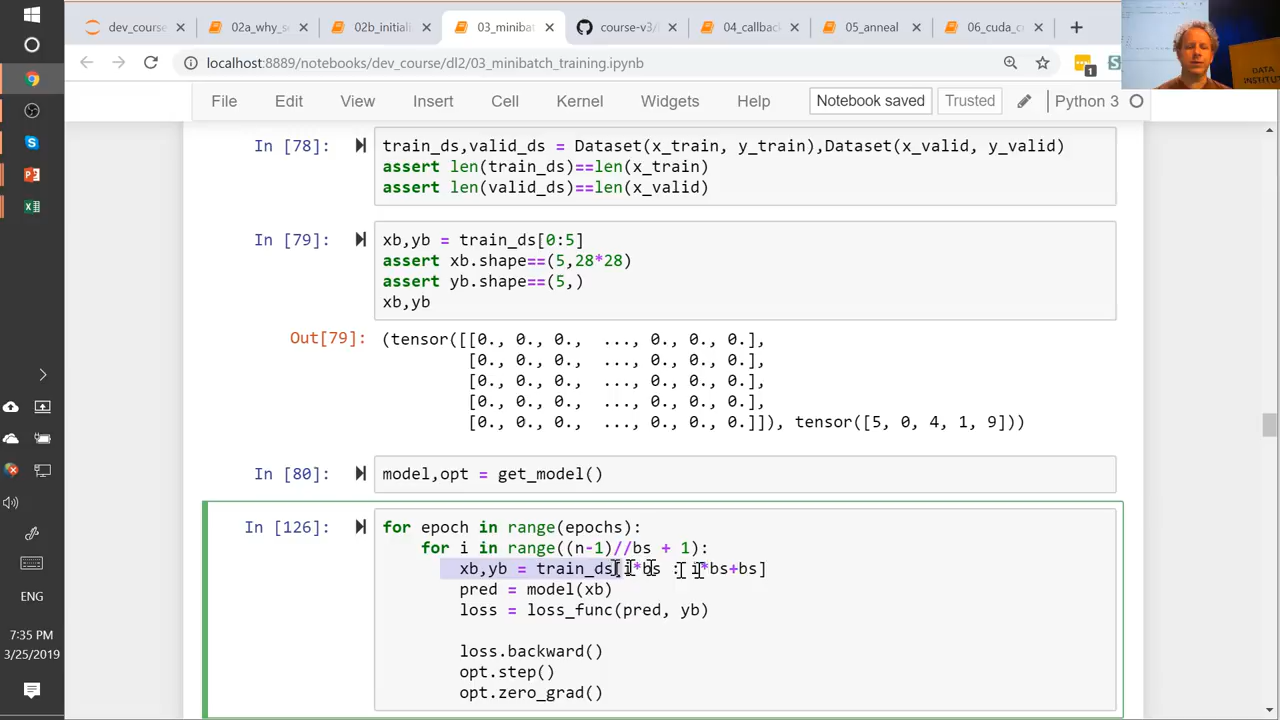 dev_course
02a_why_s
02b_initiali
03_minibat
course-v3/
04_callbac
05_anneal
06_cuda_c
localhost:8889/notebooks/dev_course/dl2/03_minibatch_training.ipynb
1
DATA
INSTITUTE
File Edit View Insert Cell Kernel Widgets Help Notebook saved Trusted Python 3
In [78]:
train_ds,valid_ds = Dataset(x_train, y_train),Dataset(x_valid, y_valid)
assert len(train_ds)==len(x_train)
assert len(valid_ds)==len(x_valid)
In [79]:
xb,yb = train_ds[0:5]
assert xb.shape==(5,28*28)
assert yb.shape==(5,)
xb,yb
Out[79]:
(tensor([[0., 0., 0., ..., 0., 0., 0.],
[0., 0., 0., ..., 0., 0., 0.],
[0., 0., 0., ..., 0., 0., 0.],
[0., 0., 0., ..., 0., 0., 0.],
[0., 0., 0., ..., 0., 0., 0.]]), tensor([5, 0, 4, 1, 9]))
In [80]:
model,opt = get_model()
In [126]:
for epoch in range(epochs):
for i in range((n-1)//bs + 1):
xb,yb = train_ds[i*bs : i*bs+bs]
pred = model(xb)
loss = loss_func(pred, yb)
loss.backward()
opt.step()
opt.zero_grad()
ENG
7:35 PM
3/25/2019